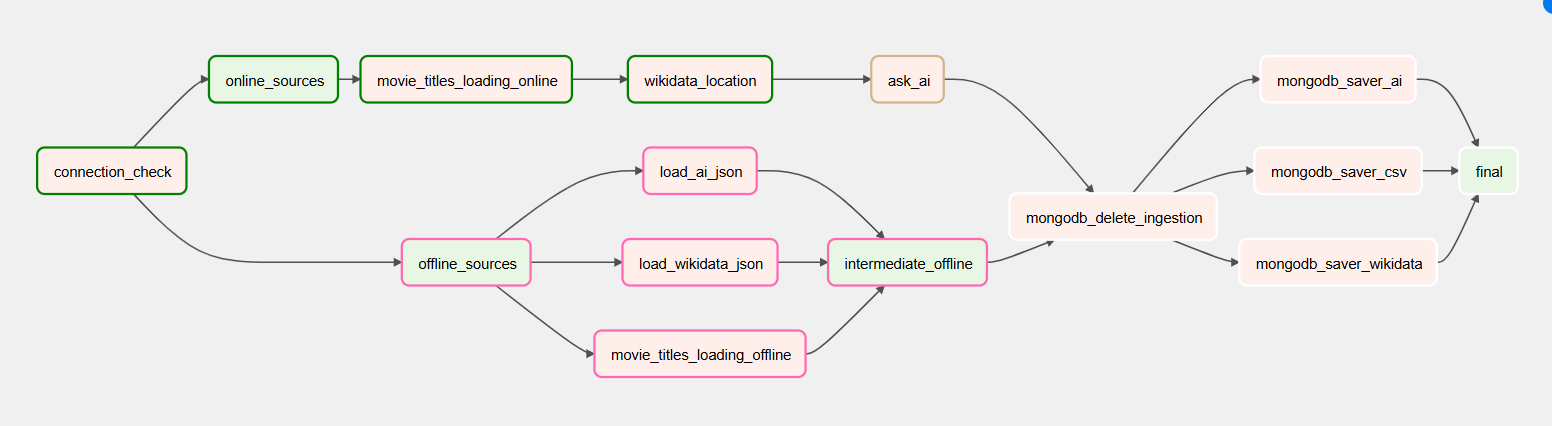 online_sources
movie_titles_loading_online
wikidata_location
ask_ai
mongodb_saver_ai
connection_check
load_ai_json
mongodb_saver_csv
final
mongodb_delete_ingestion
offline_sources
load_wikidata_json
intermediate_offline
mongodb_saver_wikidata
movie_titles_loading_offline